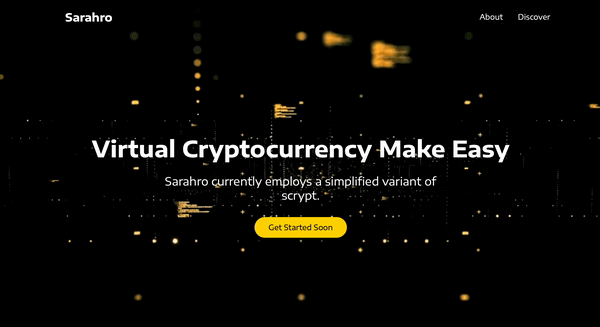 Sarahro
About Discover
Virtual Cryptocurrency Make Easy
Sarahro currently employs a simplified variant of
scrypt.
Get Started Soon